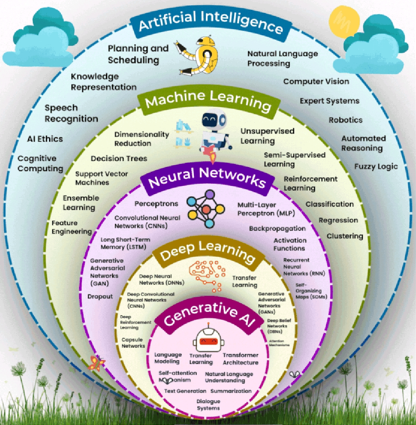 Artificial Intelligence
Planning and
Scheduling
Natural Language
Processing
Knowledge
Representation
Computer Vision
Speech
Recognition
Expert Systems
Robotics
AI Ethics
Automated
Reasoning
Cognitive
Computing
Fuzzy Logic
Machine Learning
Dimensionality
Reduction
Unsupervised
Learning
Decision Trees
Semi-Supervised
Learning
Support Vector
Machines
Reinforcement
Learning
Ensemble
Learning
Classification
Feature
Engineering
Regression
Clustering
Neural Networks
Perceptrons
Multi-Layer
Perceptron (MLP)
Convolutional Neural
Networks (CNNs)
Backpropagation
Long Short-Term
Memory (LSTM)
Activation
Functions
Generative
Adversarial
Networks
(GAN)
Recurrent
Neural
Networks (RNN)
Dropout
Self-
Organizing
Maps (SOMs)
Deep Learning
Deep Neural
Networks (DNNs)
Transfer
Learning
Deep Convolutional
Neural Networks
(CNNs)
Generative
Adversarial
Networks
(GANs)
Deep
Reinforcement
Learning
Deep Belief
Networks
(DBNs)
Capsule
Networks
Attention
Mechanisms
Generative AI
Language
Modeling
Transfer
Learning
Transformer
Architecture
Self-attention
Mechanism
Natural Language
Understanding
Text Generation
Summarization
Dialogue
Systems